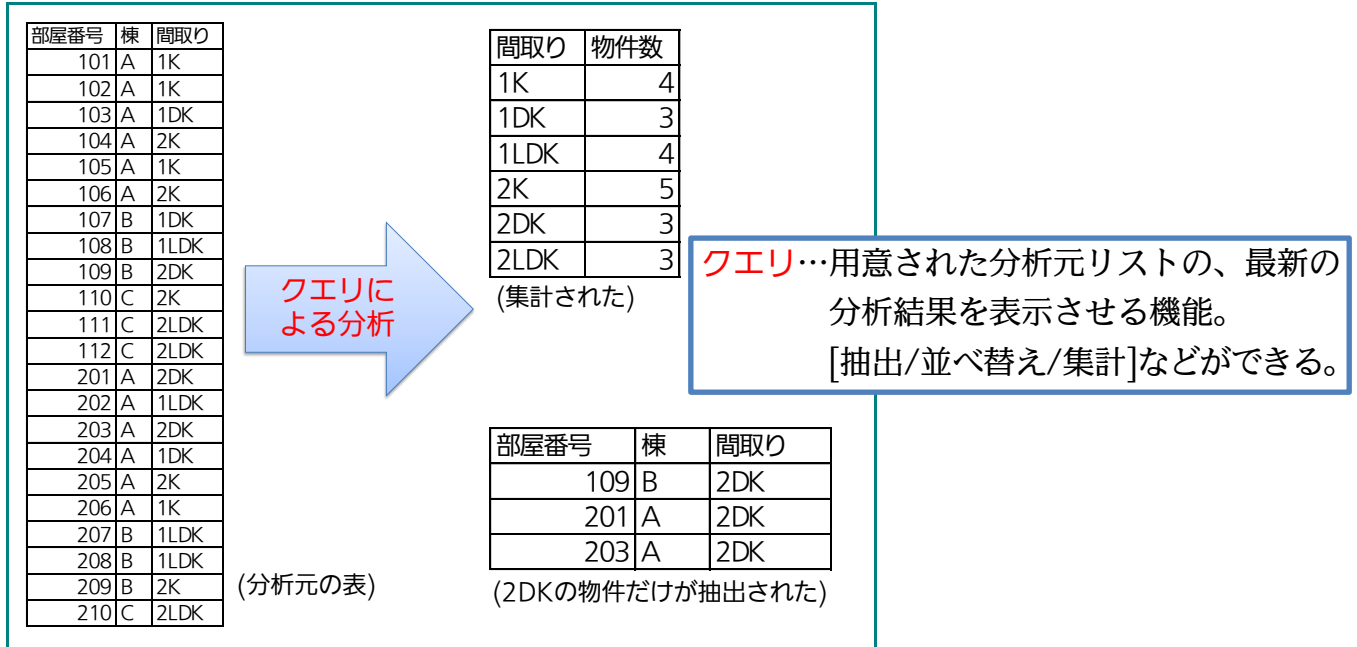 部屋番号 棟 間取り
101 A 1K
102 A 1K
103 A 1DK
104 A 2K
105 A 1K
106 A 2K
107 B 1DK
108 B 1LDK
109 B 2DK
110 C 2K
111 C 2LDK
112 C 2LDK
201 A 2DK
202 A 1LDK
203 A 2DK
204 A 1DK
205 A 2K
206 A 1K
207 B 1LDK
208 B 1LDK
209 B 2K
210 C 2LDK
(分析元の表)
クエリに
よる分析
間取り 物件数
1K 4
1DK 3
1LDK 4
2K 5
2DK 3
2LDK 3
(集計された)
クエリ…用意された分析元リストの、最新の
分析結果を表示させる機能。
[抽出/並べ替え/集計]などができる。
部屋番号 棟 間取り
109 B 2DK
201 A 2DK
203 A 2DK
(2DKの物件だけが抽出された)